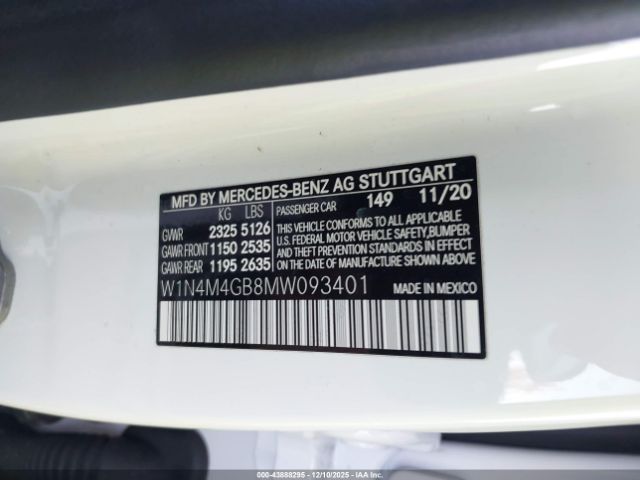 MFD BY MERCEDES-BENZ AG STUTTGART
KG LBS PASSENGER CAR 149 11/20
GVWR 2325 5126
GAWR FRONT 1150 2535
GAWR REAR 1195 2635
THIS VEHICLE CONFORMS TO ALL APPLICABLE
U.S. FEDERAL MOTOR VEHICLE SAFETY, BUMPER
AND THEFT PREVENTION STANDARDS IN EFFECT
ON THE DATE OF MANUFACTURE SHOWN ABOVE.
W1N4M4GB8MW093401 MADE IN MEXICO
© IAA - 43888295 - 12/10/2025 - IAA